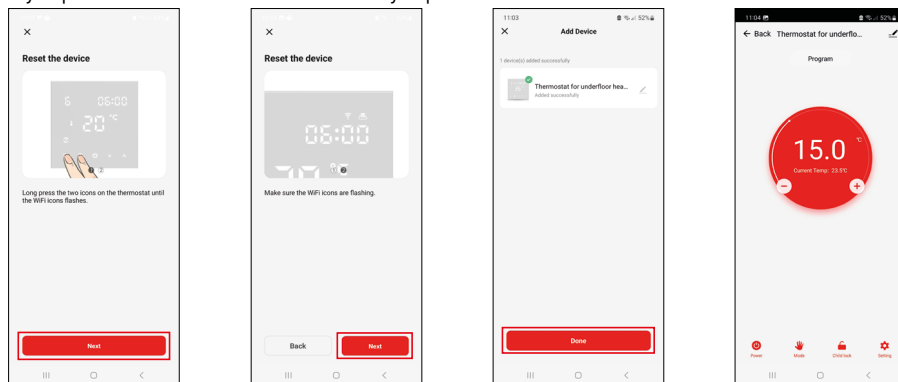 Reset the device
6 06:00
20 °C
Long press the two icons on the thermostat until
the WiFi icons flashes.
Next
Reset the device
06:00
Make sure the WiFi icons are flashing.
Back
Next
11:03
52%
Add Device
1 device(s) added successfully
Thermostat for underfloor hea...
Added successfully
Done
11:04
52%
Back Thermostat for underflo...
Program
15.0 °C
Current Temp: 23.5°C
Power
Mode
Child lock
Setting